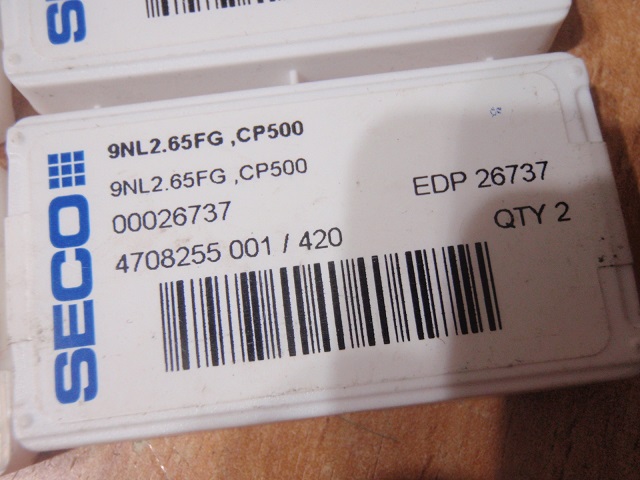 SECO
9NL2.65FG ,CP500
9NL2.65FG ,CP500
00026737
EDP 26737
4708255 001 / 420
QTY 2